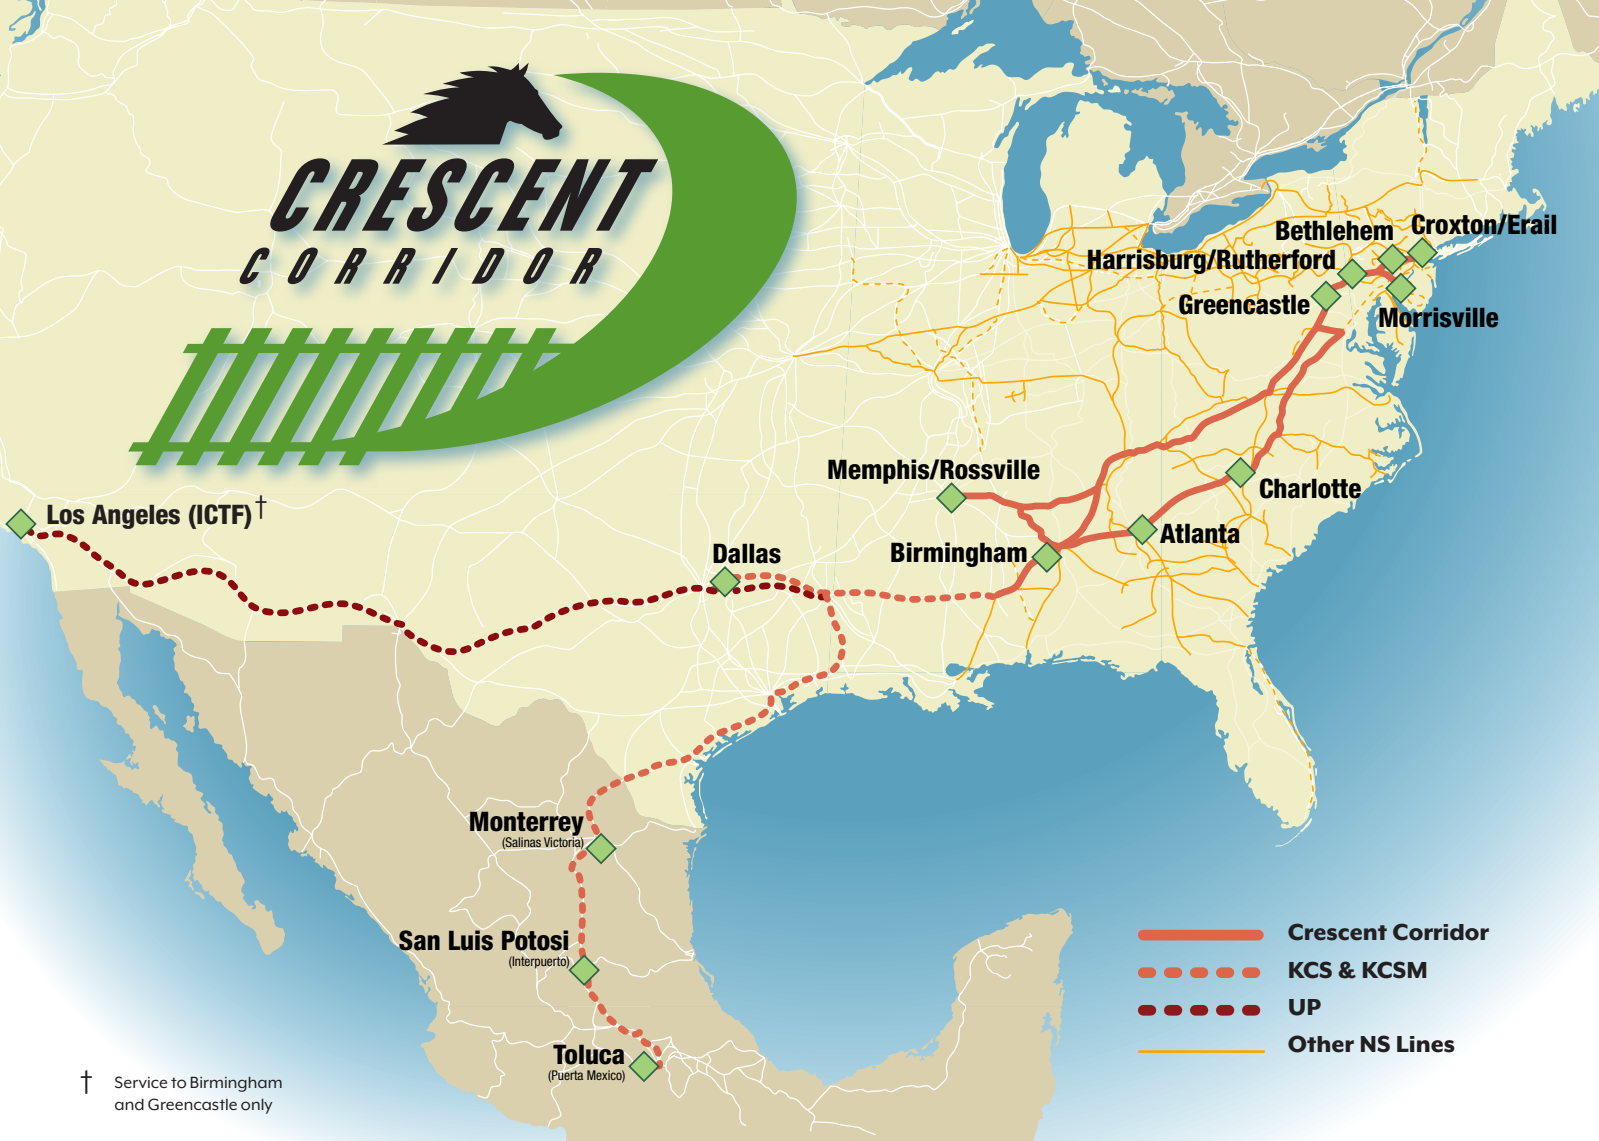 CRESCENT
CORRIDOR
Croxton/Erail
Bethlehem
Harrisburg/Rutherford
Greencastle
Morrisville
Memphis/Rossville
Charlotte
Los Angeles (ICTF)†
Atlanta
Birmingham
Dallas
Monterrey
(Salinas Victoria)
San Luis Potosi
(Interpuerto)
Toluca
(Puerta Mexico)
Crescent Corridor
KCS & KCSM
UP
Other NS Lines
† Service to Birmingham
and Greencastle only